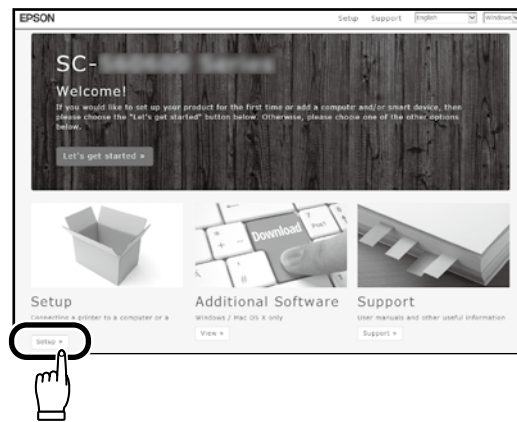 EPSON Setup Support English Windows
SC-
Welcome!
If you would like to set up your product for the first time or add a computer and/or smart device, then
please choose the "Let's get started" button below. Otherwise, please choose one of the other options
below.
Let's get started »
Download
Setup Additional Software Support
Connecting a printer to a computer or a Windows / Mac OS X only User manuals and other useful information
Setup » View » Support »